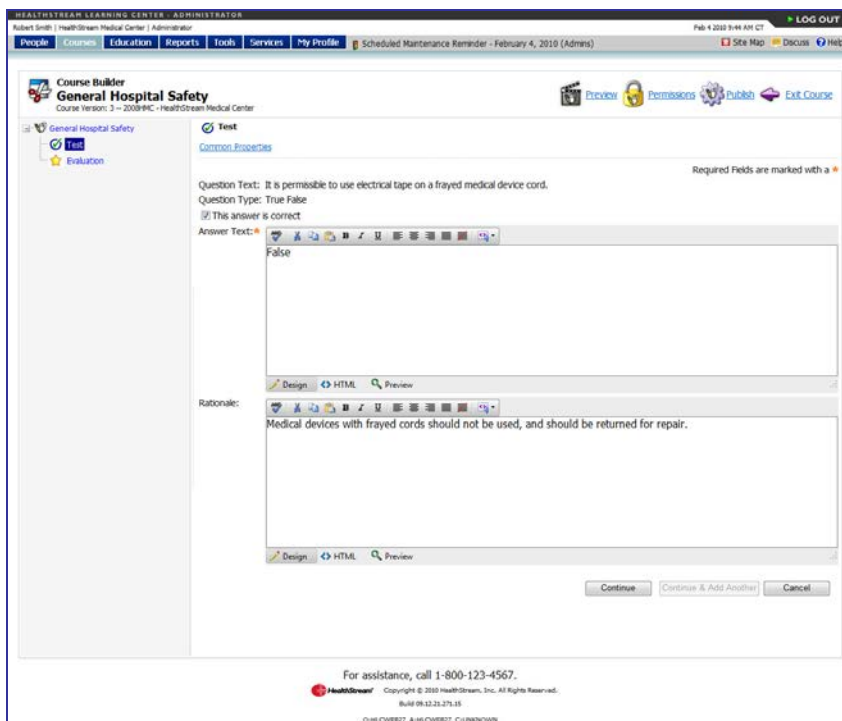 HEALTHSTREAM LEARNING CENTER - ADMINISTRATOR
LOG OUT
Robert Smith | HealthStream Medical Center | Administrator
Feb 4 2010 9:44 AM CT
People Courses Education Reports Tools Services My Profile Scheduled Maintenance Reminder - February 4, 2010 (Admins) Site Map Discuss Hel
Course Builder
General Hospital Safety
Course Version: 3 - 2008HMC - HealthStream Medical Center
Preview Permissions Publish Exit Course
General Hospital Safety
Test
Evaluation
Test
Common Properties
Required Fields are marked with a *
Question Text: It is permissible to use electrical tape on a frayed medical device cord.
Question Type: True False
This answer is correct
Answer Text:*
B I U
False
Design HTML Preview
Rationale:
B I U
Medical devices with frayed cords should not be used, and should be returned for repair.
Design HTML Preview
Continue Continue & Add Another Cancel
For assistance, call 1-800-123-4567.
HealthStream Copyright © 2010 HealthStream, Inc. All Rights Reserved.
Build 09.12.21.271.15